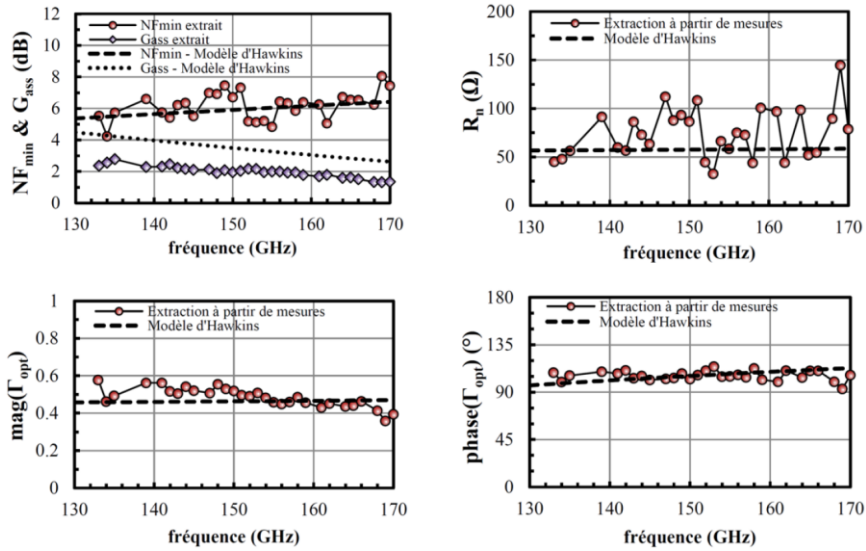 NFmin & Gass (dB)
12
10
8
6
4
2
0
NFmin extrait
Gass extrait
NFmin - Modèle d'Hawkins
Gass - Modèle d'Hawkins
130 140 150 160 170
fréquence (GHz)
Rn (Ω)
200
150
100
50
0
Extraction à partir de mesures
Modèle d'Hawkins
130 140 150 160 170
fréquence (GHz)
mag(Γopt)
1
0.8
0.6
0.4
0.2
0
Extraction à partir de mesures
Modèle d'Hawkins
130 140 150 160 170
fréquence (GHz)
phase(Γopt) (°)
180
135
90
45
0
Extraction à partir de mesures
Modèle d'Hawkins
130 140 150 160 170
fréquence (GHz)